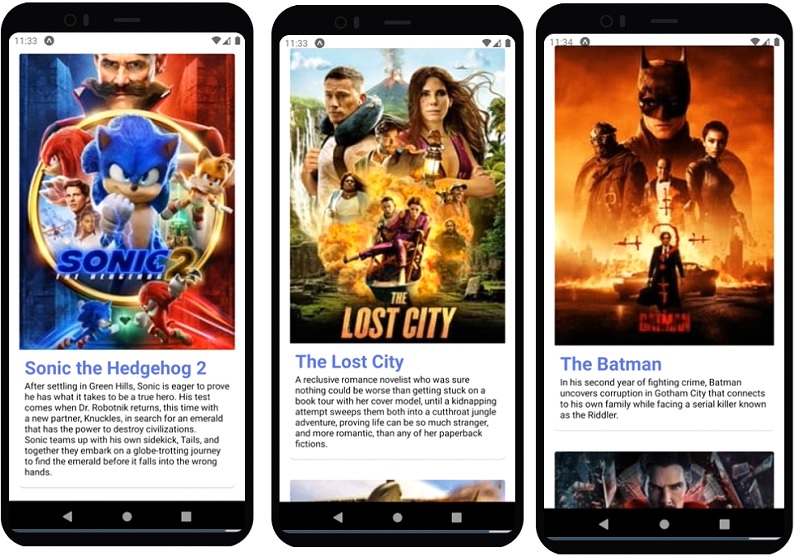 11:33
SONIC 2
THE HEDGEHOG
Sonic the Hedgehog 2
After settling in Green Hills, Sonic is eager to prove
he has what it takes to be a true hero. His test
comes when Dr. Robotnik returns, this time with
a new partner, Knuckles, in search for an emerald
that has the power to destroy civilizations.
Sonic teams up with his own sidekick, Tails, and
together they embark on a globe-trotting journey
to find the emerald before it falls into the wrong
hands.
11:33
THE
LOST CITY
The Lost City
A reclusive romance novelist who was sure
nothing could be worse than getting stuck on a
book tour with her cover model, until a kidnapping
attempt sweeps them both into a cutthroat jungle
adventure, proving life can be so much stranger,
and more romantic, than any of her paperback
fictions.
11:34
THE
BATMAN
The Batman
In his second year of fighting crime, Batman
uncovers corruption in Gotham City that connects
to his own family while facing a serial killer known
as the Riddler.